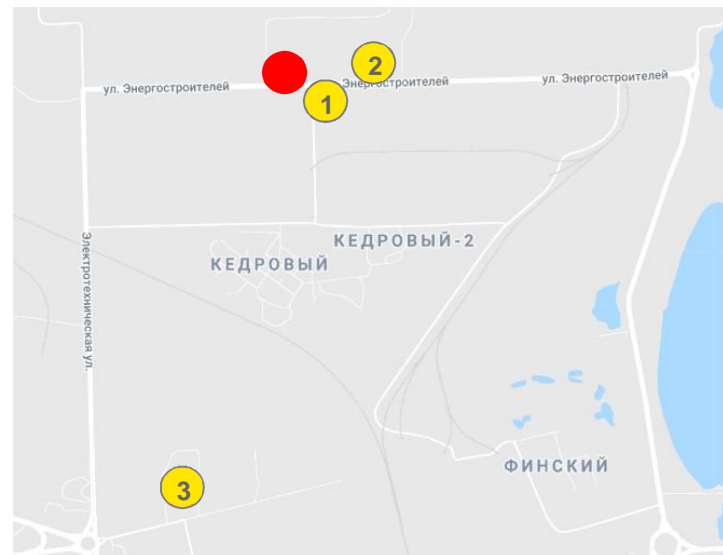 2
ул. Энергостроителей
Энергостроителей
ул. Энергостроителей
1
КЕДРОВЫЙ-2
КЕДРОВЫЙ
Электротехническая ул.
ФИНСКИЙ
3